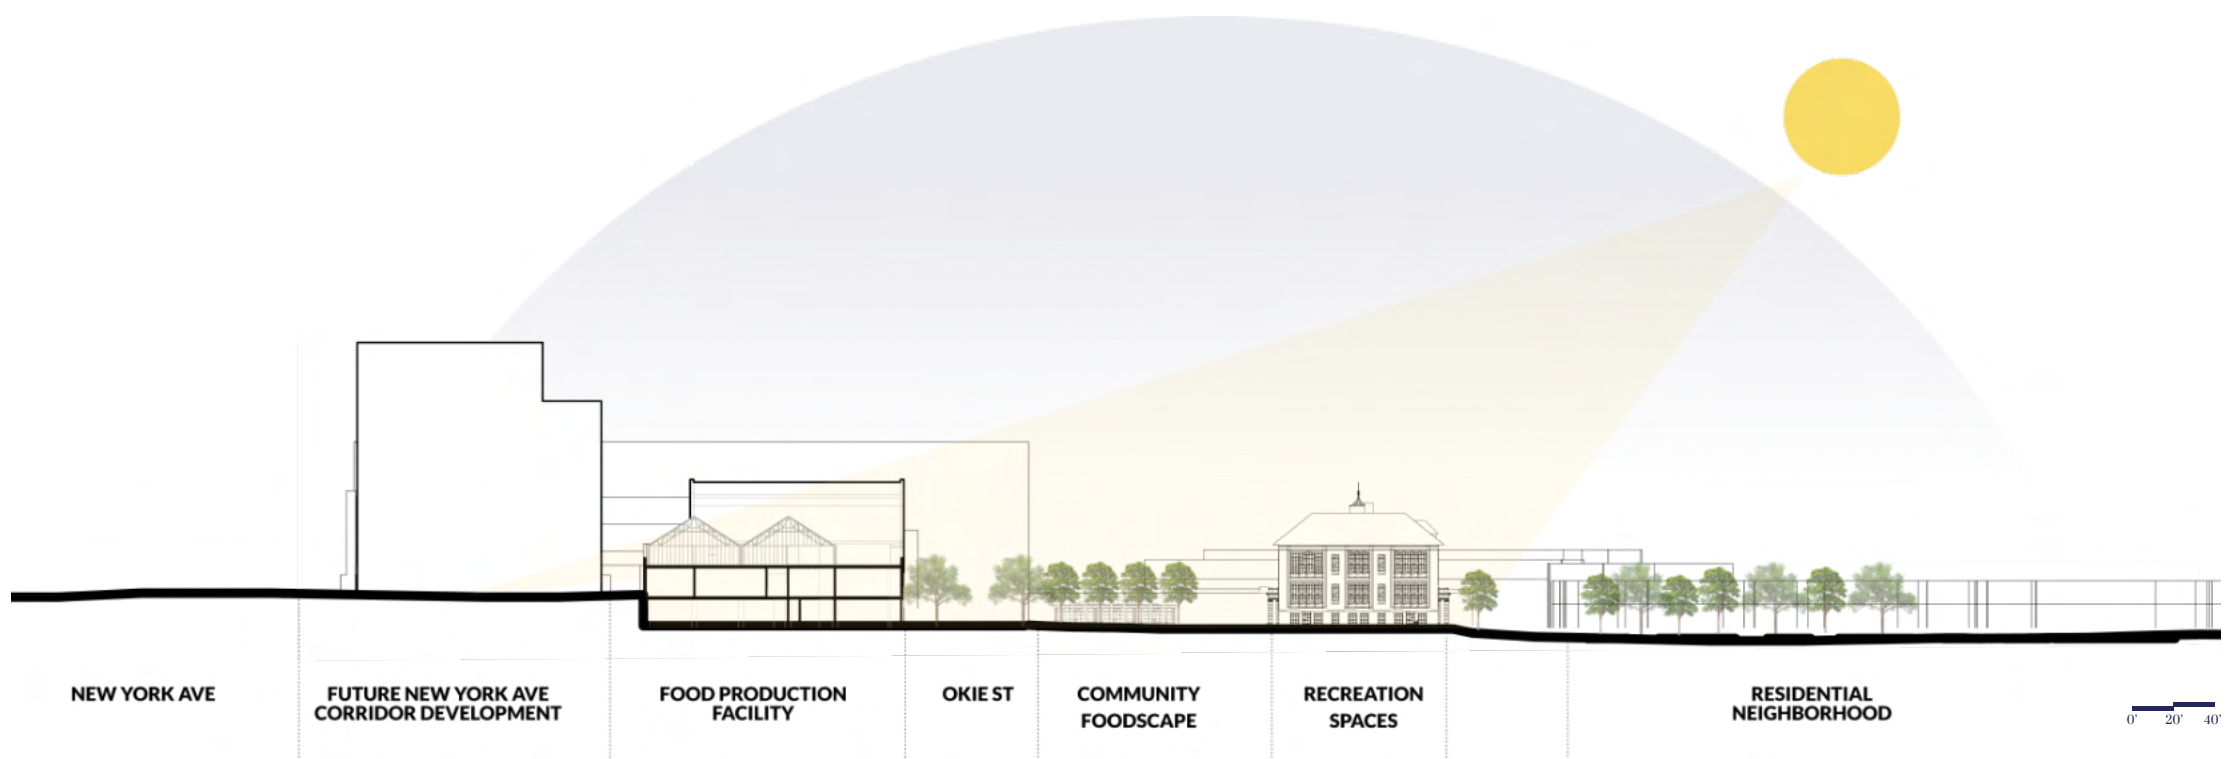 NEW YORK AVE
FUTURE NEW YORK AVE
CORRIDOR DEVELOPMENT
FOOD PRODUCTION
FACILITY
OKIE ST
COMMUNITY
FOODSCAPE
RECREATION
SPACES
RESIDENTIAL
NEIGHBORHOOD
0' 20' 40'